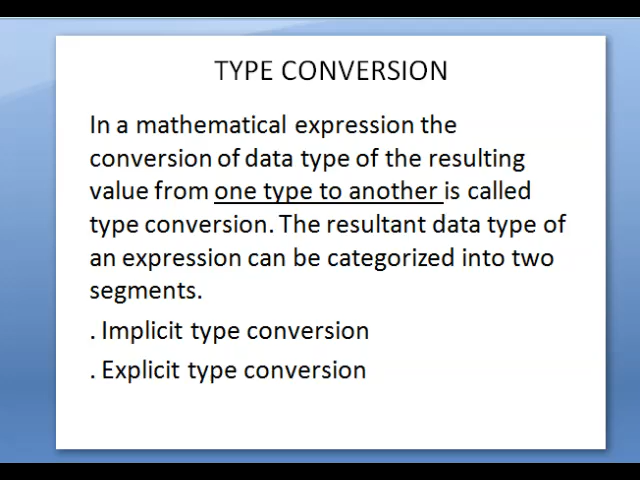 TYPE CONVERSION
In a mathematical expression the
conversion of data type of the resulting
value from one type to another is called
type conversion. The resultant data type of
an expression can be categorized into two
segments.
. Implicit type conversion
. Explicit type conversion